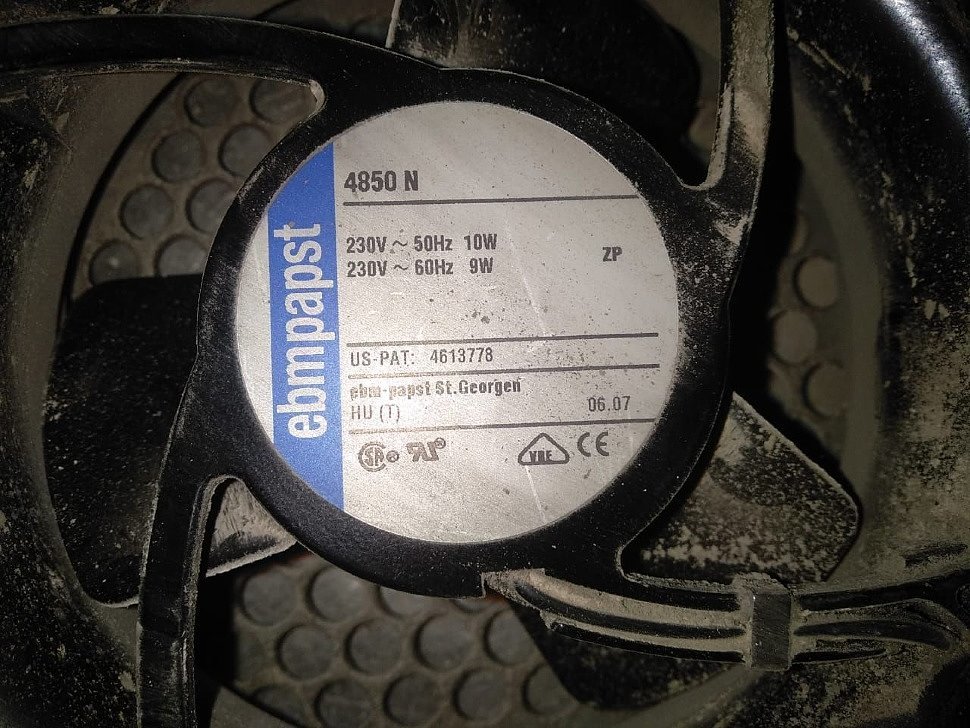 ebmpapst
4850 N
230V ~ 50Hz 10W
230V ~ 60Hz 9W
ZP
US-PAT: 4613778
ebm-papst St.Georgen
HU (T)
06.07
VDE
CE